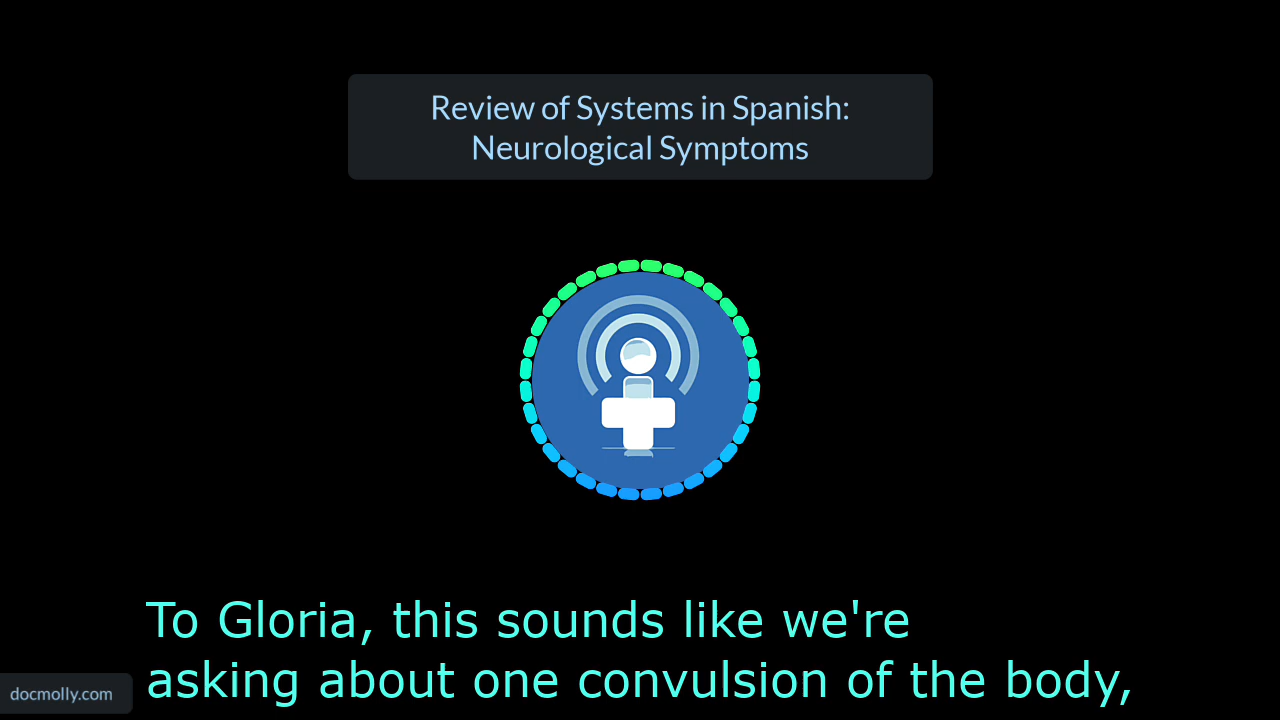 Review of Systems in Spanish:
Neurological Symptoms
To Gloria, this sounds like we're
asking about one convulsion of the body,
docmolly.com